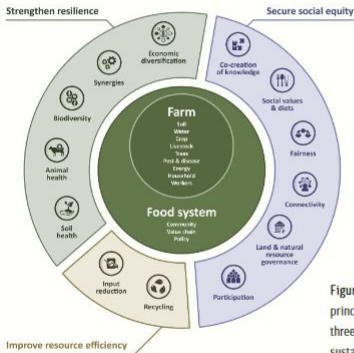 Strengthen resilience
Secure social equity
Economic
diversification
Synergies
Biodiversity
Animal
health
Soil
health
Co-creation
of knowledge
Social values
& diets
Fairness
Connectivity
Land & natural
resource
governance
Participation
Input
reduction
Recycling
Improve resource efficiency
Farm
Soil
Water
Crop
Livestock
Trees
Pest & disease
Energy
Household
Workers
Food system
Community
Value chain
Policy
Figur
princ
three
susta